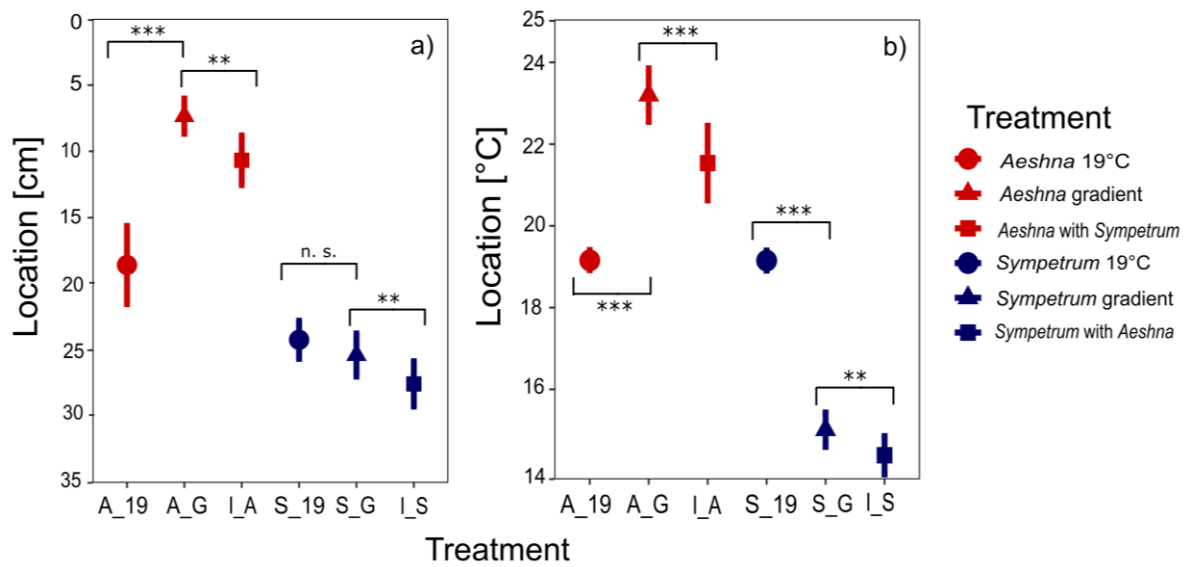 a)
Location [cm]
0
5
10
15
20
25
30
35
***
**
n. s.
**
A_19 A_G I_A S_19 S_G I_S
b)
Location [°C]
25
24
22
20
18
16
14
***
***
***
**
A_19 A_G I_A S_19 S_G I_S
Treatment
Treatment
Aeshna 19°C
Aeshna gradient
Aeshna with Sympetrum
Sympetrum 19°C
Sympetrum gradient
Sympetrum with Aeshna